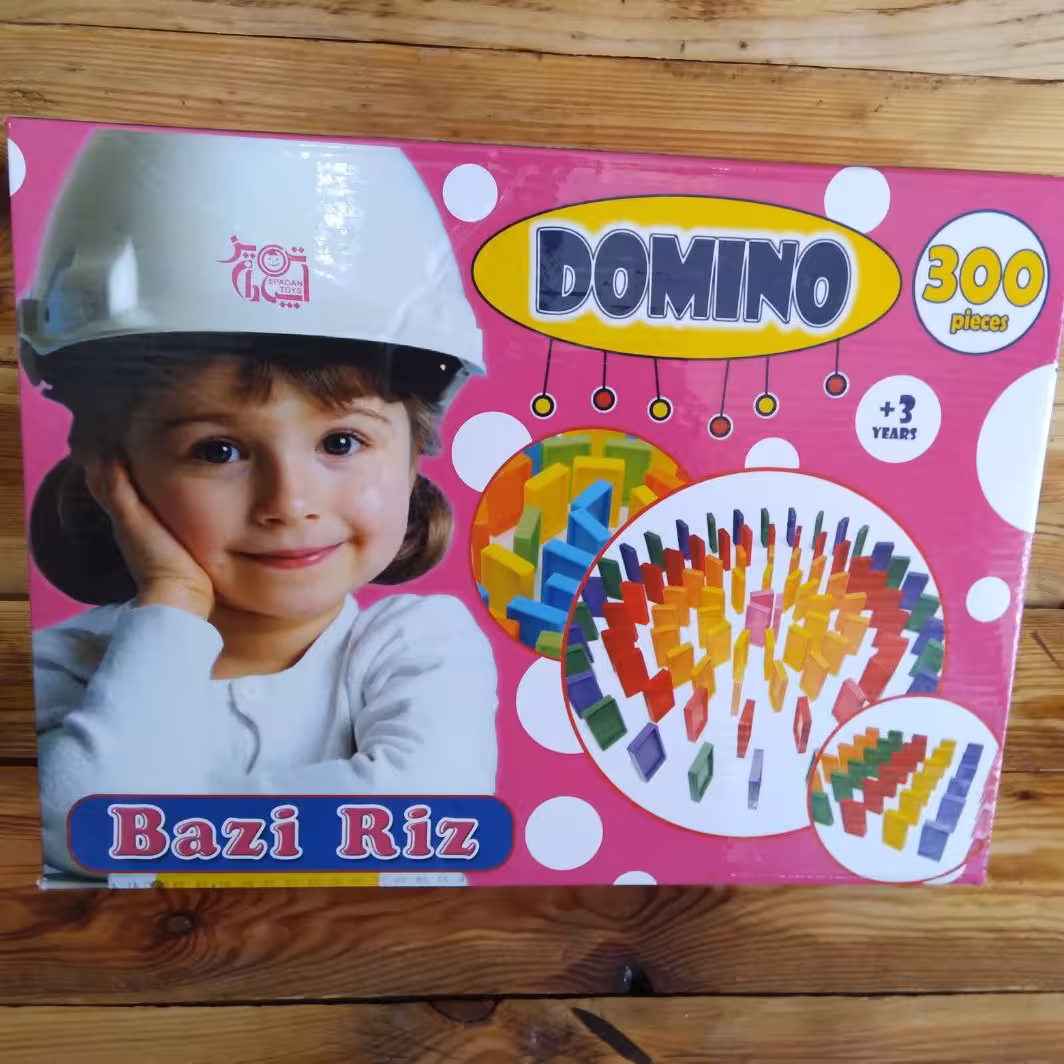 SPADAN
TOYS
DOMINO
300
pieces
+3
YEARS
Bazi Riz